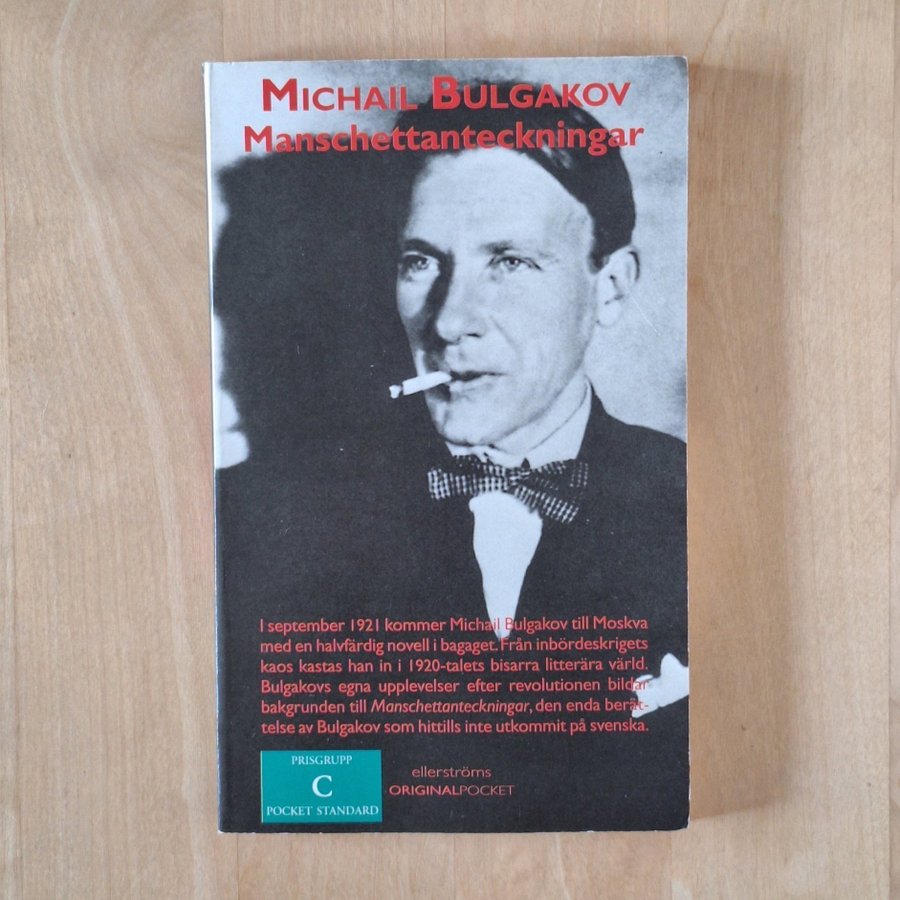 MICHAIL BULGAKOV
Manschettanteckningar
I september 1921 kommer Michail Bulgakov till Moskva
med en halvfärdig novell i bagaget. Från inbördeskrigets
kaos kastas han in i 1920-talets bisarra litterära värld.
Bulgakovs egna upplevelser efter revolutionen bildar
bakgrunden till Manschettanteckningar, den enda berät-
telse av Bulgakov som hittills inte utkommit på svenska.
PRISGRUPP
C
POCKET STANDARD
ellerströms
ORIGINALPOCKET